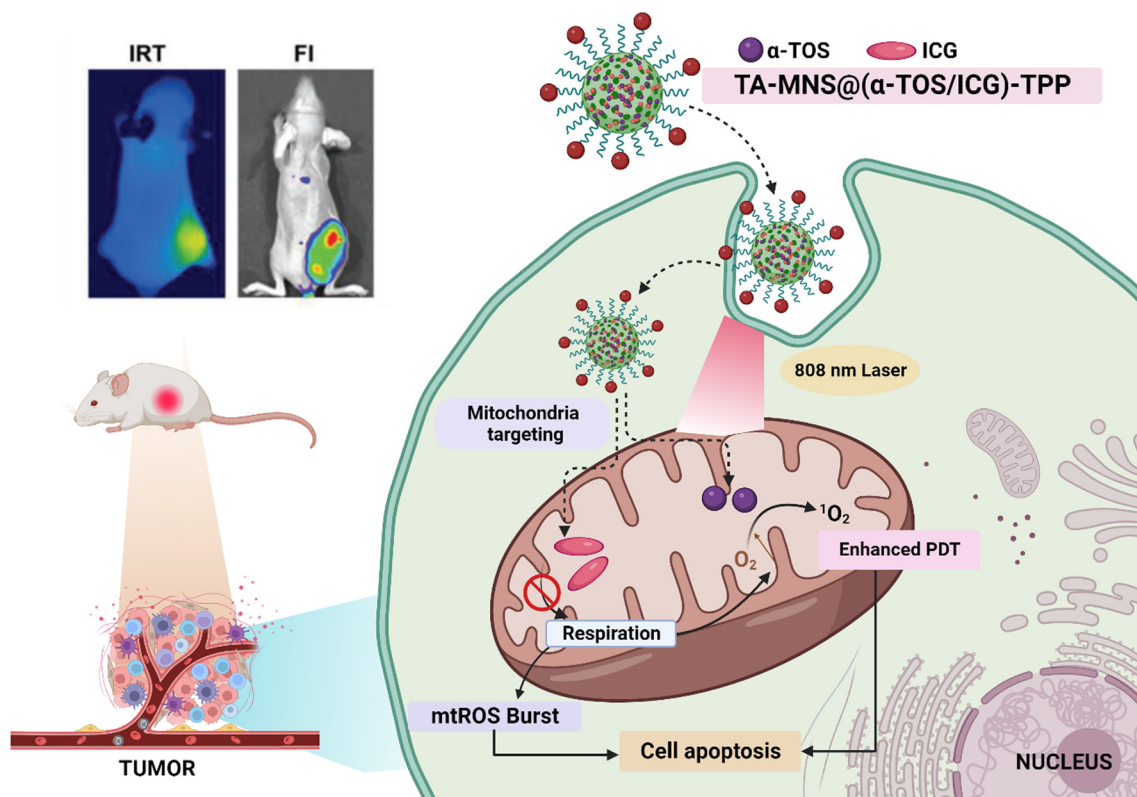 IRT
FI
α-TOS
ICG
TA-MNS@(α-TOS/ICG)-TPP
808 nm Laser
Mitochondria
targeting
¹O₂
O₂
Enhanced PDT
Respiration
mtROS Burst
Cell apoptosis
TUMOR
NUCLEUS